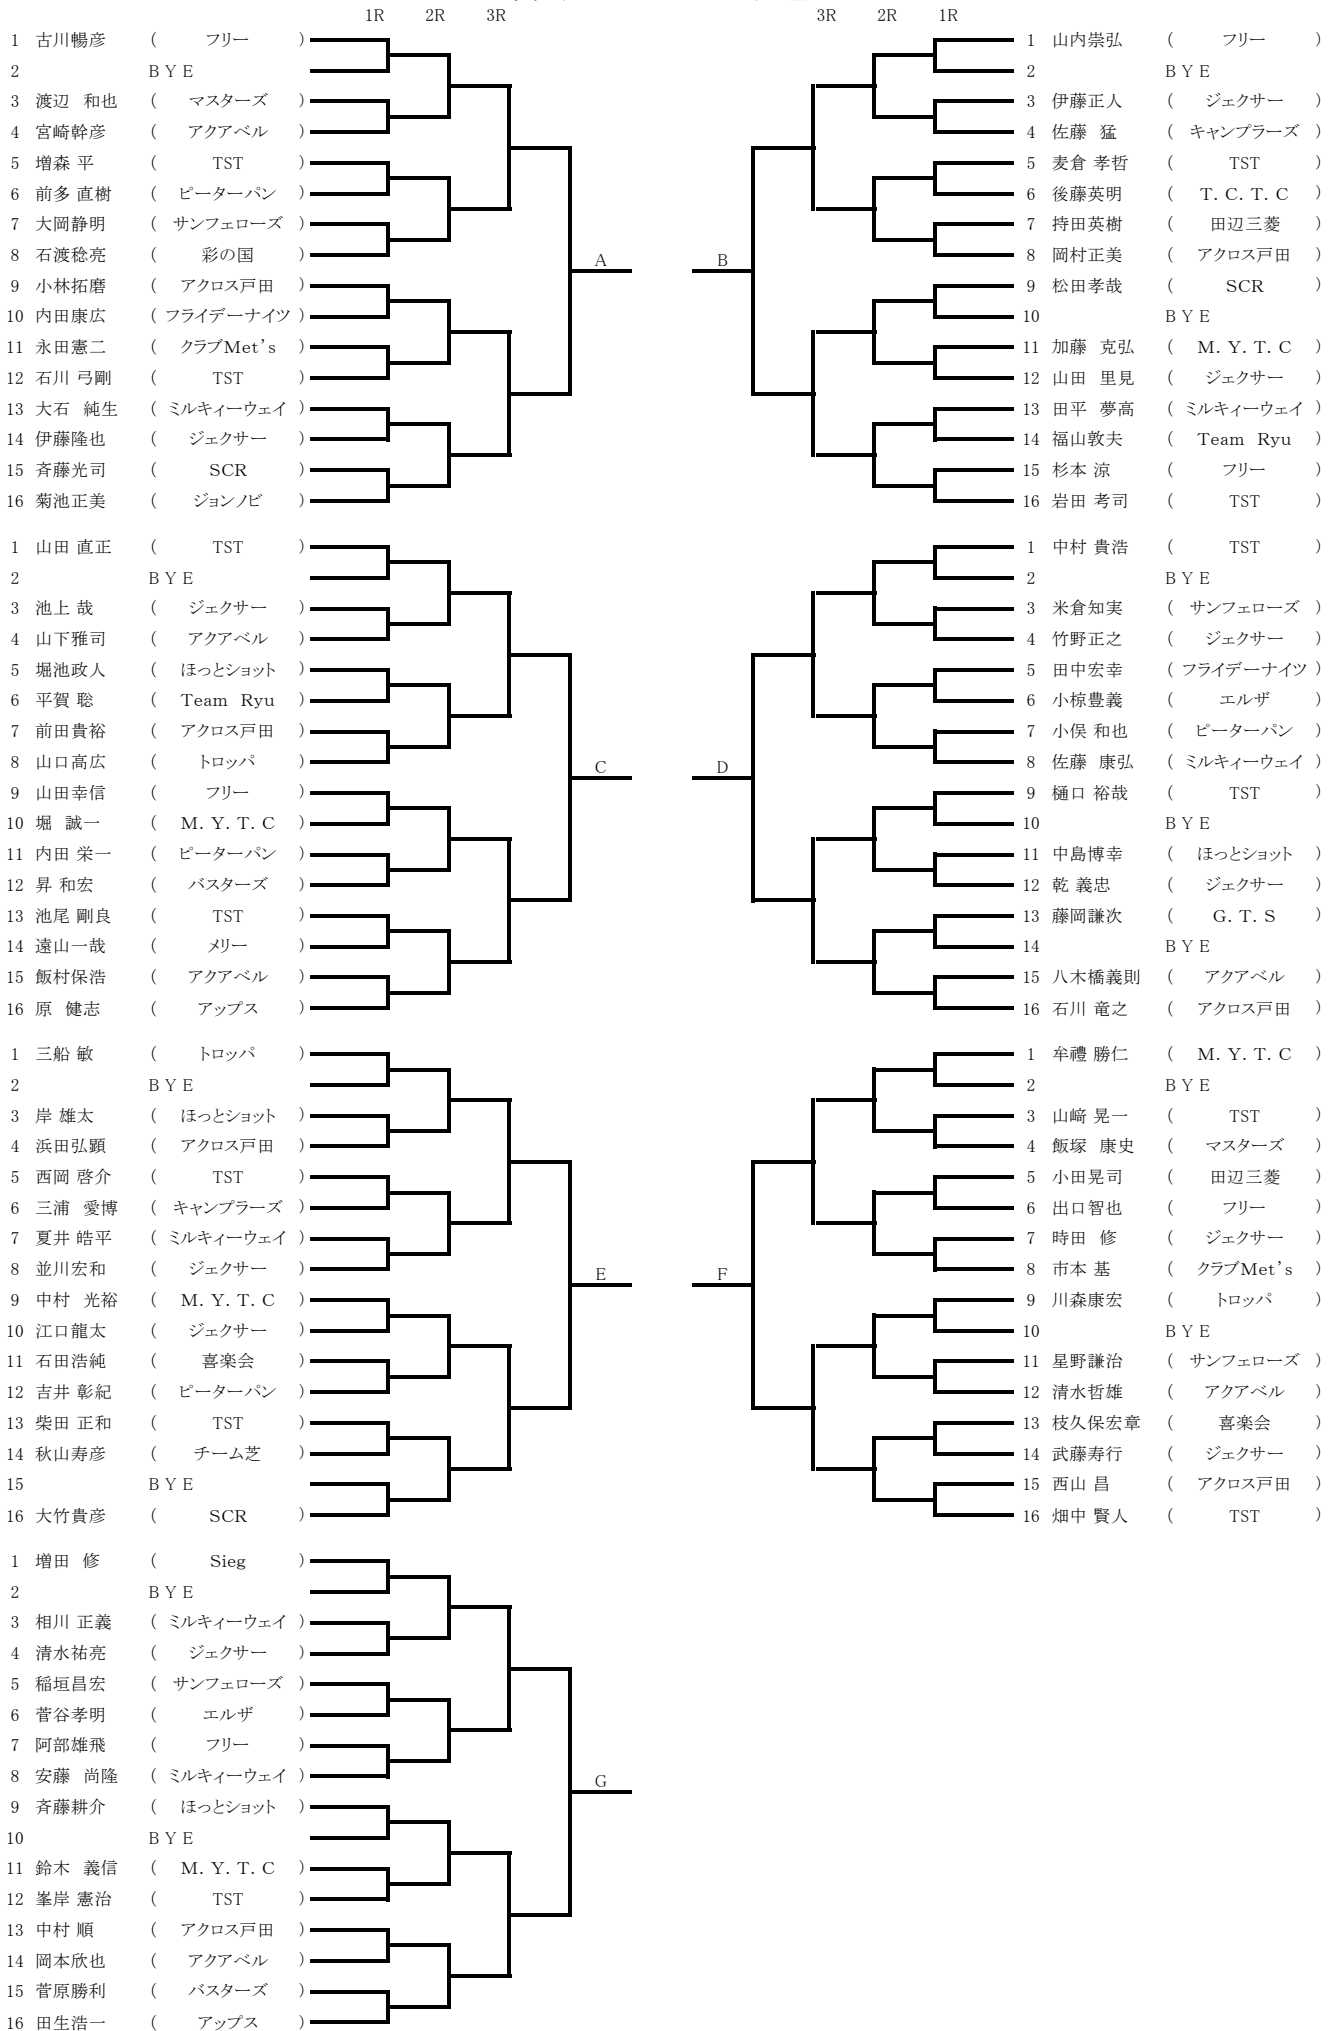 1R 2R 3R
1 古川暢彦 ( フリー )
2 BYE
3 渡辺 和也 ( マスターズ )
4 宮崎幹彦 ( アクアベル )
5 増森 平 ( TST )
6 前多 直樹 ( ピーターパン )
7 大岡静明 ( サンフェローズ )
8 石渡稔亮 ( 彩の国 )
9 小林拓磨 ( アクロス戸田 )
10 内田康広 ( フライデーナイツ )
11 永田憲二 ( クラブMet's )
12 石川 弓剛 ( TST )
13 大石 純生 ( ミルキィーウェイ )
14 伊藤隆也 ( ジェクサー )
15 斉藤光司 ( SCR )
16 菊池正美 ( ジョンノビ )
A
3R 2R 1R
1 山内崇弘 ( フリー )
2 BYE
3 伊藤正人 ( ジェクサー )
4 佐藤 猛 ( キャンプラーズ )
5 麦倉 孝哲 ( TST )
6 後藤英明 ( T.C.T.C )
7 持田英樹 ( 田辺三菱 )
8 岡村正美 ( アクロス戸田 )
9 松田孝哉 ( SCR )
10 BYE
11 加藤 克弘 ( M.Y.T.C )
12 山田 里見 ( ジェクサー )
13 田平 夢高 ( ミルキィーウェイ )
14 福山敦夫 ( Team Ryu )
15 杉本 涼 ( フリー )
16 岩田 考司 ( TST )
B
1 山田 直正 ( TST )
2 BYE
3 池上 哉 ( ジェクサー )
4 山下雅司 ( アクアベル )
5 堀池政人 ( ほっとショット )
6 平賀 聡 ( Team Ryu )
7 前田貴裕 ( アクロス戸田 )
8 山口高広 ( トロッパ )
9 山田幸信 ( フリー )
10 堀 誠一 ( M.Y.T.C )
11 内田 栄一 ( ピーターパン )
12 昇 和宏 ( バスターズ )
13 池尾 剛良 ( TST )
14 遠山一哉 ( メリー )
15 飯村保浩 ( アクアベル )
16 原 健志 ( アップス )
C
1 中村 貴浩 ( TST )
2 BYE
3 米倉知実 ( サンフェローズ )
4 竹野正之 ( ジェクサー )
5 田中宏幸 ( フライデーナイツ )
6 小椋豊義 ( エルザ )
7 小俣 和也 ( ピーターパン )
8 佐藤 康弘 ( ミルキィーウェイ )
9 樋口 裕哉 ( TST )
10 BYE
11 中島博幸 ( ほっとショット )
12 乾 義忠 ( ジェクサー )
13 藤岡謙次 ( G.T.S )
14 BYE
15 八木橋義則 ( アクアベル )
16 石川 竜之 ( アクロス戸田 )
D
1 三船 敏 ( トロッパ )
2 BYE
3 岸 雄太 ( ほっとショット )
4 浜田弘顕 ( アクロス戸田 )
5 西岡 啓介 ( TST )
6 三浦 愛博 ( キャンプラーズ )
7 夏井 皓平 ( ミルキィーウェイ )
8 並川宏和 ( ジェクサー )
9 中村 光裕 ( M.Y.T.C )
10 江口龍太 ( ジェクサー )
11 石田浩純 ( 喜楽会 )
12 吉井 彰紀 ( ピーターパン )
13 柴田 正和 ( TST )
14 秋山寿彦 ( チーム芝 )
15 BYE
16 大竹貴彦 ( SCR )
E
1 牟禮 勝仁 ( M.Y.T.C )
2 BYE
3 山﨑 晃一 ( TST )
4 飯塚 康史 ( マスターズ )
5 小田晃司 ( 田辺三菱 )
6 出口智也 ( フリー )
7 時田 修 ( ジェクサー )
8 市本 基 ( クラブMet's )
9 川森康宏 ( トロッパ )
10 BYE
11 星野謙治 ( サンフェローズ )
12 清水哲雄 ( アクアベル )
13 枝久保宏章 ( 喜楽会 )
14 武藤寿行 ( ジェクサー )
15 西山 昌 ( アクロス戸田 )
16 畑中 賢人 ( TST )
F
1 増田 修 ( Sieg )
2 BYE
3 相川 正義 ( ミルキィーウェイ )
4 清水祐亮 ( ジェクサー )
5 稲垣昌宏 ( サンフェローズ )
6 菅谷孝明 ( エルザ )
7 阿部雄飛 ( フリー )
8 安藤 尚隆 ( ミルキィーウェイ )
9 斉藤耕介 ( ほっとショット )
10 BYE
11 鈴木 義信 ( M.Y.T.C )
12 峯岸 憲治 ( TST )
13 中村 順 ( アクロス戸田 )
14 岡本欣也 ( アクアベル )
15 菅原勝利 ( バスターズ )
16 田生浩一 ( アップス )
G